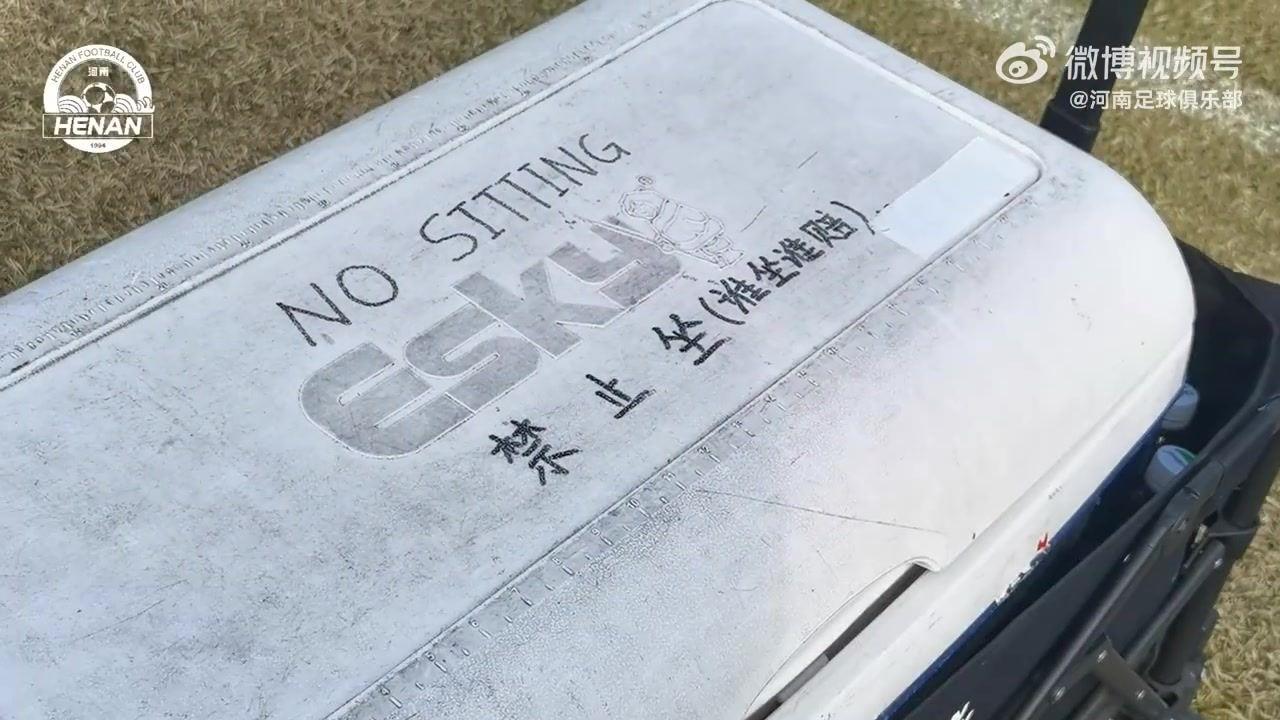 HENAN FOOTBALL CLUB
河南
HENAN
1994
微博视频号
@河南足球俱乐部
NO SITTING
ESKY
禁止坐(谁坐谁赔)